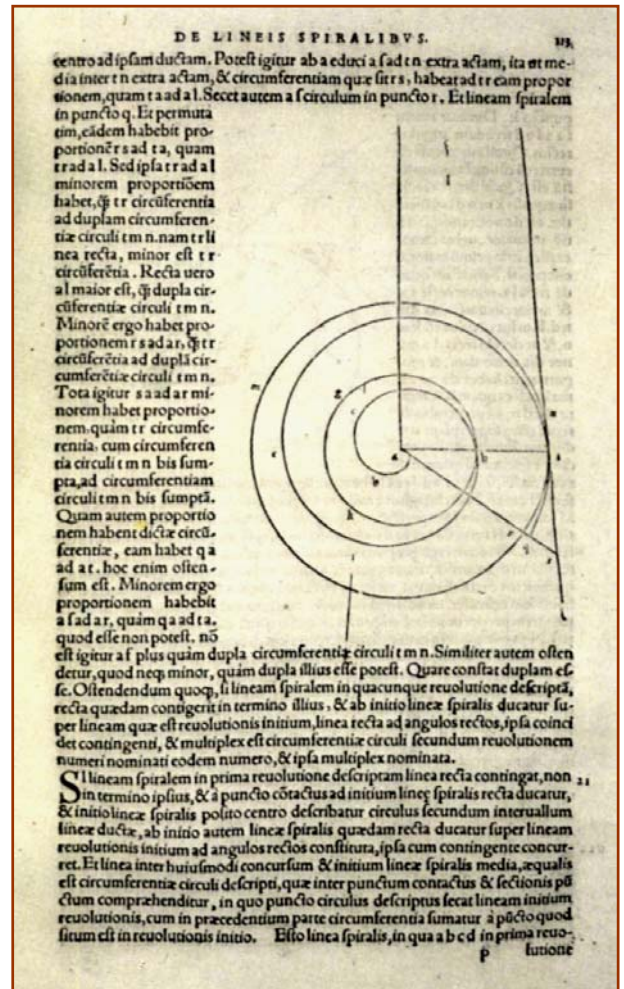 DE LINEIS SPIRALIBVS. 113
centro ad ipsam ductam. Potest igitur ab a educi a s ad t n extra actam, ita ut me-
dia inter t n extra actam, & circumferentiam quæ sit r s, habeat ad t r eam propor
tionem, quam t a ad a l. Secet autem a s circulum in puncto r. Et lineam spiralem
in puncto q. Et permuta
tim, eãdem habebit pro-
portionẽ r s ad t a, quam
t r ad a l. Sed ipsa t r ad a l
minorem proportiõem
habet, q̃ t r circũferentia
ad duplam circumferen-
tiæ circuli t m n. nam t r li
nea recta, minor est t r
circũferẽtia. Recta uero
a l maior est, q̃ dupla cir-
cũferentiæ circuli t m n.
Minorẽ ergo habet pro-
portionem r s ad a r, q̃ t r
circũferẽtia ad duplã cir-
cumferẽtiæ circuli t m n.
Tota igitur s a ad a r mi-
norem habet proportio-
nem, quàm t r circumfe-
rentia, cum circumferen
tia circuli t m n bis sum-
pta, ad circumferentiam
circuli t m n bis sumptã.
Quam autem proportio
nem habent dictæ circũ-
ferentiæ, eam habet q a
ad a t. hoc enim osten-
sum est. Minorem ergo
proportionem habebit
a s ad a r, quàm q a ad t a.
quod esse non potest. nõ
est igitur a f plus quàm dupla circumferentiæ circuli t m n. Similiter autem osten
detur, quod neq; minor, quàm dupla illius esse potest. Quare constat duplam es-
se. Ostendendum quoq;, si lineam spiralem in quacunque reuolutione descriptã,
recta quædam contigerit in termino illius, & ab initio lineæ spiralis ducatur su-
per lineam quæ est reuolutionis initium, linea recta ad angulos rectos, ipsa coinci
det contingenti, & multiplex est circumferentiæ circuli secundum reuolutionem
numeri nominati eodem numero, & ipsa multiplex nominata.
SI lineam spiralem in prima reuolutione descriptam linea recta contingat, non 21
in termino ipsius, & à puncto cõtactus ad initium lineę spiralis recta ducatur,
& initio lineæ spiralis posito centro describatur circulus secundum interuallum
lineæ ductæ, ab initio autem lineæ spiralis quædam recta ducatur super lineam
reuolutionis initium ad angulos rectos constituta, ipsa cum contingente concur-
ret. Et linea inter huiusmodi concursum & initium lineæ spiralis media, æqualis
est circumferentiæ circuli descripti, quæ inter punctum contactus & sectionis pũ
ctum compræhenditur, in quo puncto circulus descriptus secat lineam initium
reuolutionis, cum in præcedentium parte circumferentia sumatur à pũcto quod
situm est in reuolutionis initio. Esto linea spiralis, in qua a b c d in prima reuo-
p lutione